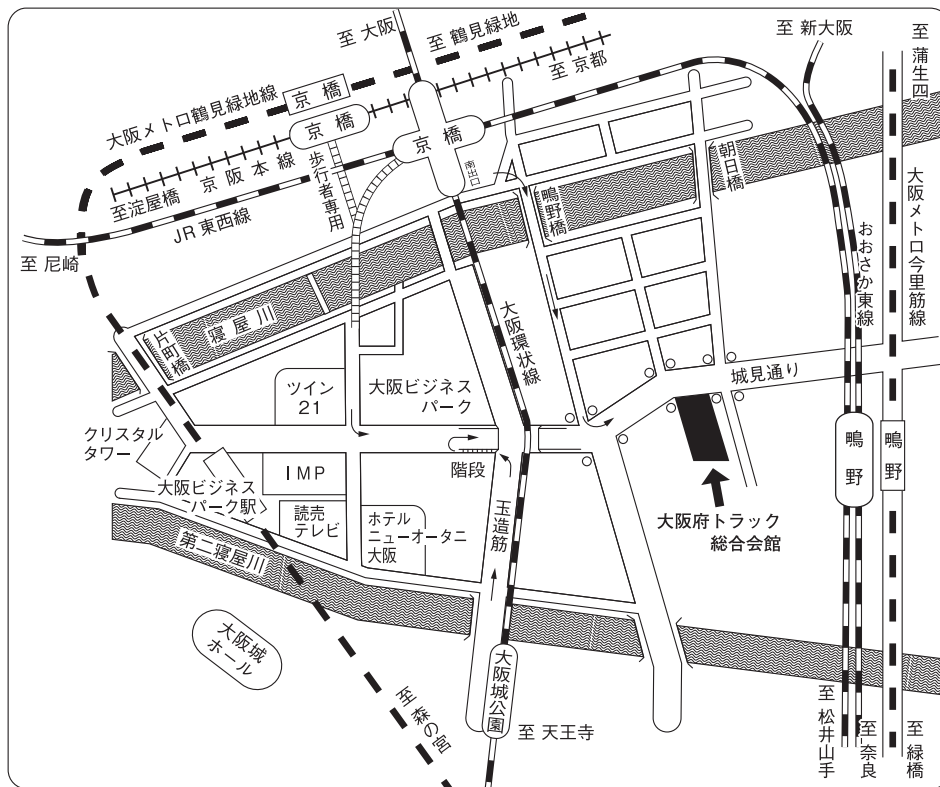 至 大阪
至 鶴見緑地
至 京都
至 新大阪
至 蒲生四
大阪メトロ鶴見緑地線
京橋
京橋
京橋
至淀屋橋
京阪本線
歩行者専用
JR東西線
至 尼崎
南出口
鴫野橋
朝日橋
おおさか東線
大阪メトロ今里筋線
寝屋川
片町橋
大阪環状線
城見通り
ツイン
21
大阪ビジネス
パーク
クリスタル
タワー
IMP
階段
大阪ビジネス
パーク駅
読売
テレビ
ホテル
ニューオータニ
大阪
玉造筋
鴫野
鴫野
大阪府トラック
総合会館
第二寝屋川
大阪城
ホール
大阪城公園
至 森の宮
至 天王寺
至 松井山手
至 奈良
至 緑橋